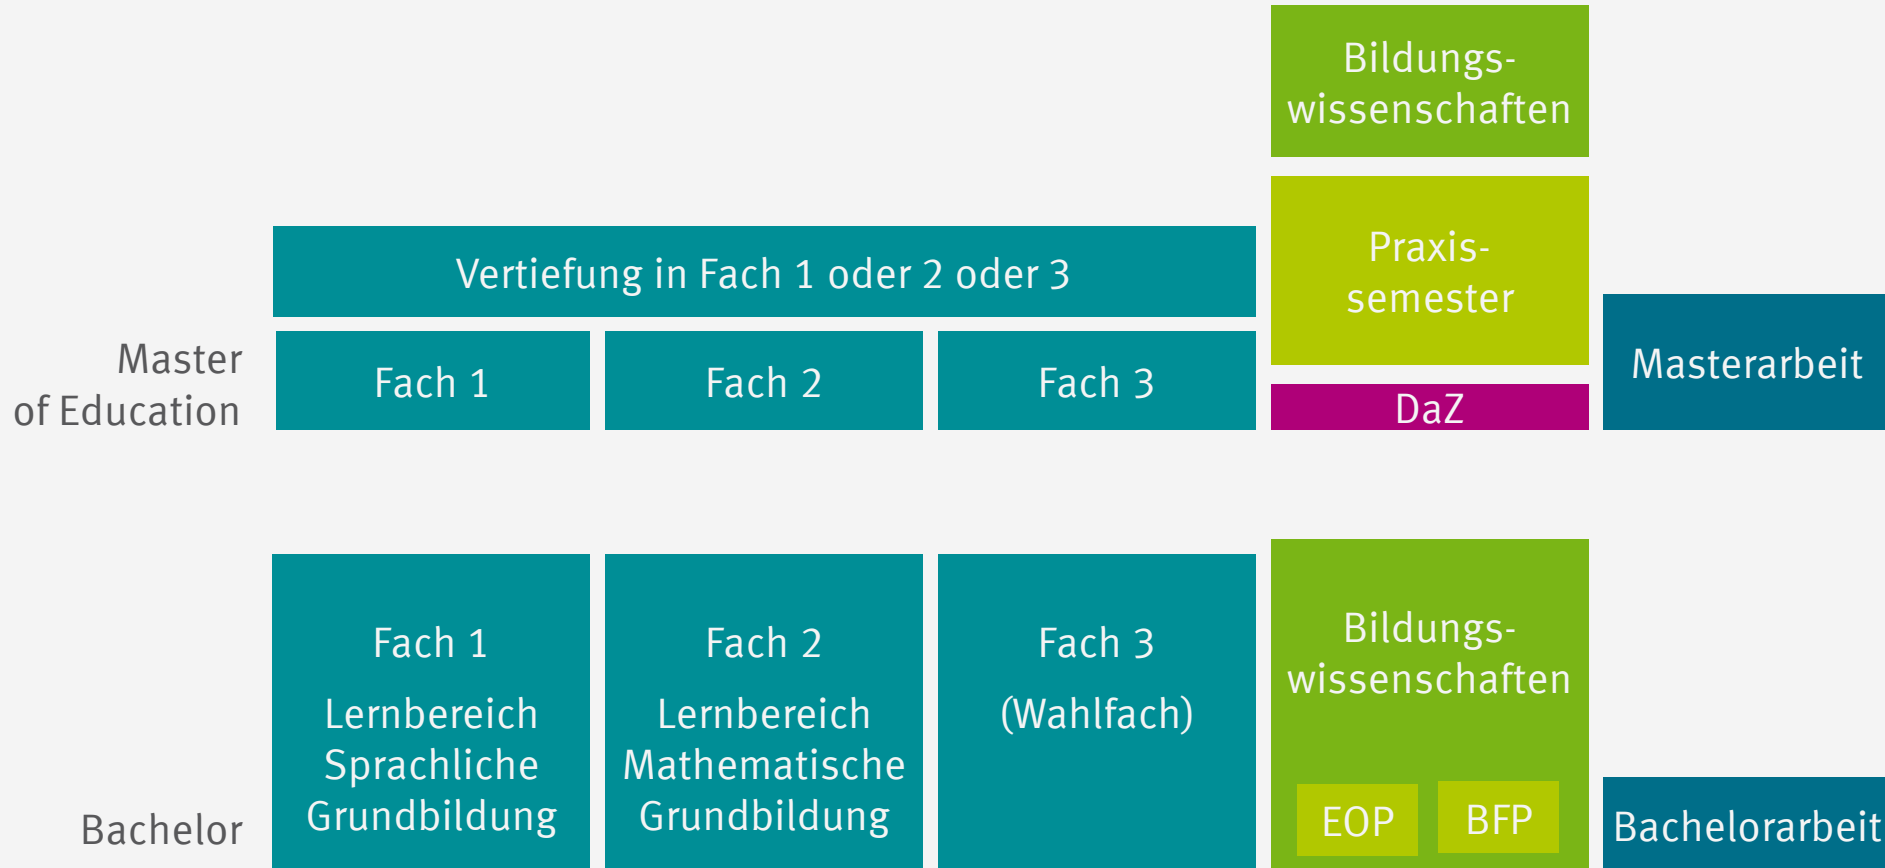 Bildungs-
wissenschaften
Praxis-
semester
Vertiefung in Fach 1 oder 2 oder 3
Master
of Education
Fach 1
Fach 2
Fach 3
DaZ
Masterarbeit
Bachelor
Fach 1
Lernbereich
Sprachliche
Grundbildung
Fach 2
Lernbereich
Mathematische
Grundbildung
Fach 3
(Wahlfach)
Bildungs-
wissenschaften
EOP
BFP
Bachelorarbeit